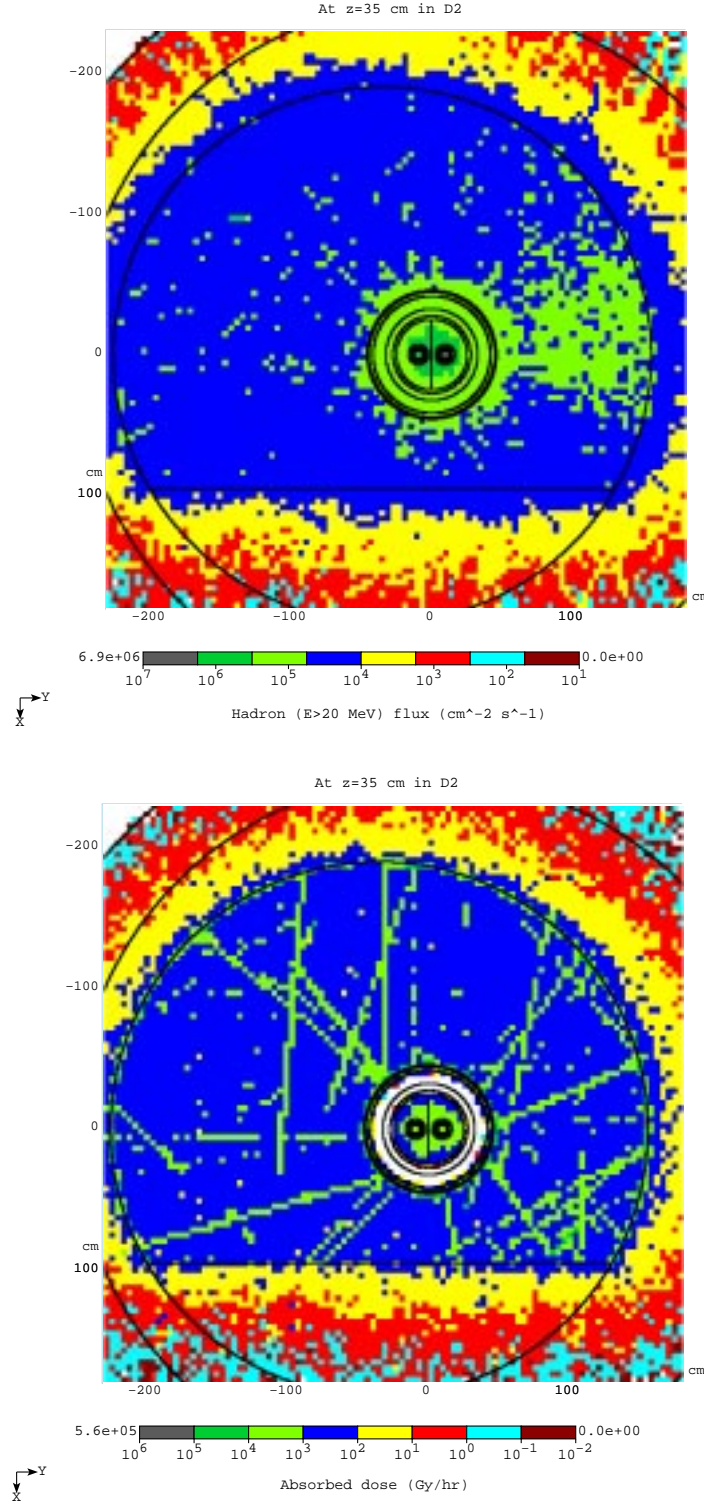 At z=35 cm in D2
-200
-100
0
cm
100
cm
-200 -100 0 100
6.9e+06 0.0e+00
10^7 10^6 10^5 10^4 10^3 10^2 10^1
Y
X
Hadron (E>20 MeV) flux (cm^-2 s^-1)
At z=35 cm in D2
-200
-100
0
cm
100
cm
-200 -100 0 100
5.6e+05 0.0e+00
10^6 10^5 10^4 10^3 10^2 10^1 10^0 10^-1 10^-2
Y
X
Absorbed dose (Gy/hr)